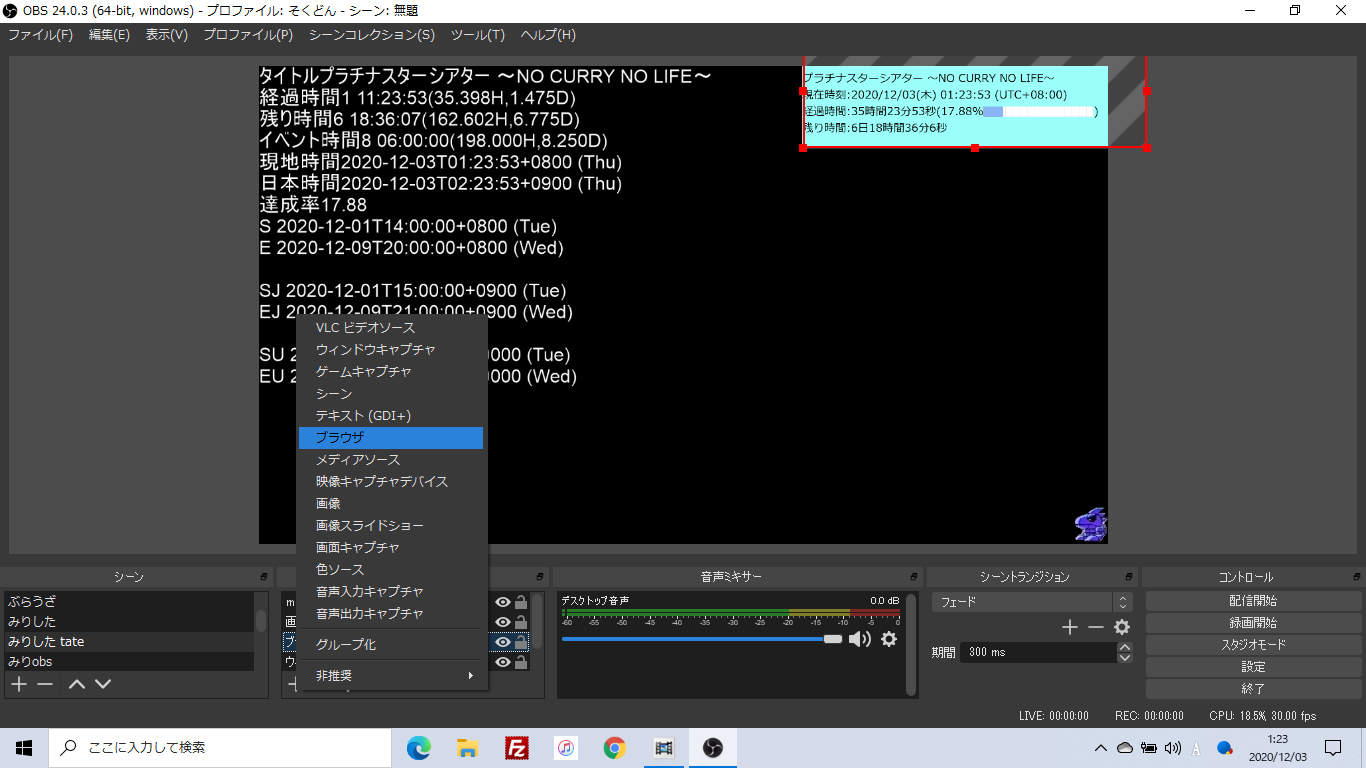 OBS 24.0.3 (64-bit, windows) - プロファイル: そくどん - シーン: 無題
ファイル(F) 編集(E) 表示(V) プロファイル(P) シーンコレクション(S) ツール(T) ヘルプ(H)
タイトルプラチナスターシアター ～NO CURRY NO LIFE～
経過時間1 11:23:53(35.398H,1.475D)
残り時間6 18:36:07(162.602H,6.775D)
イベント時間8 06:00:00(198.000H,8.250D)
現地時間2020-12-03T01:23:53+0800 (Thu)
日本時間2020-12-03T02:23:53+0900 (Thu)
達成率17.88
S 2020-12-01T14:00:00+0800 (Tue)
E 2020-12-09T20:00:00+0800 (Wed)
SJ 2020-12-01T15:00:00+0900 (Tue)
EJ 2020-12-09T21:00:00+0900 (Wed)
SU 2 0000 (Tue)
EU 2 0000 (Wed)
プラチナスターシアター ～NO CURRY NO LIFE～
現在時刻:2020/12/03(木) 01:23:53 (UTC+08:00)
経過時間:35時間23分53秒(17.88% )
残り時間:6日18時間36分6秒
VLC ビデオソース
ウィンドウキャプチャ
ゲームキャプチャ
シーン
テキスト (GDI+)
ブラウザ
メディアソース
映像キャプチャデバイス
画像
画像スライドショー
画面キャプチャ
色ソース
音声入力キャプチャ
音声出力キャプチャ
グループ化
非推奨
シーン
ぶらうざ
みりした
みりした tate
みりobs
m
画
ブ
ウ
音声ミキサー
デスクトップ音声 0.0 dB
-60 -55 -50 -45 -40 -35 -30 -25 -20 -15 -10 -5 0
シーントランジション
フェード
期間 300 ms
コントロール
配信開始
録画開始
スタジオモード
設定
終了
LIVE: 00:00:00 REC: 00:00:00 CPU: 18.5%, 30.00 fps
ここに入力して検索
A
1:23
2020/12/03